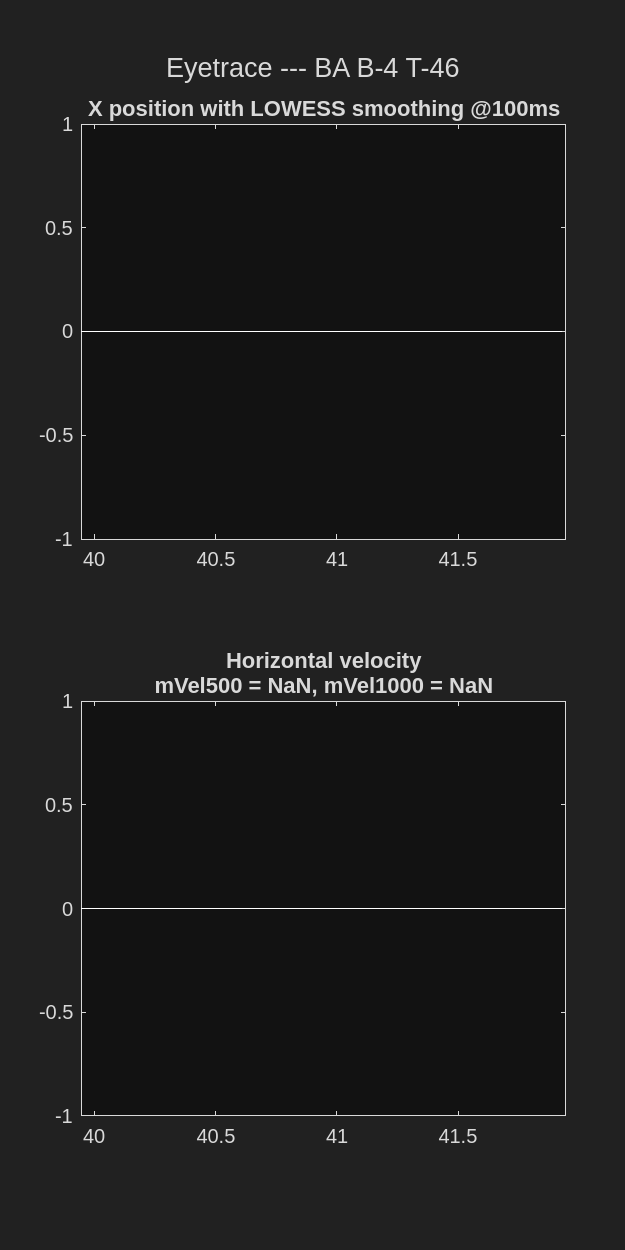 Eyetrace --- BA B-4 T-46
X position with LOWESS smoothing @100ms
1
0.5
0
-0.5
-1
40 40.5 41 41.5
Horizontal velocity
mVel500 = NaN, mVel1000 = NaN
1
0.5
0
-0.5
-1
40 40.5 41 41.5